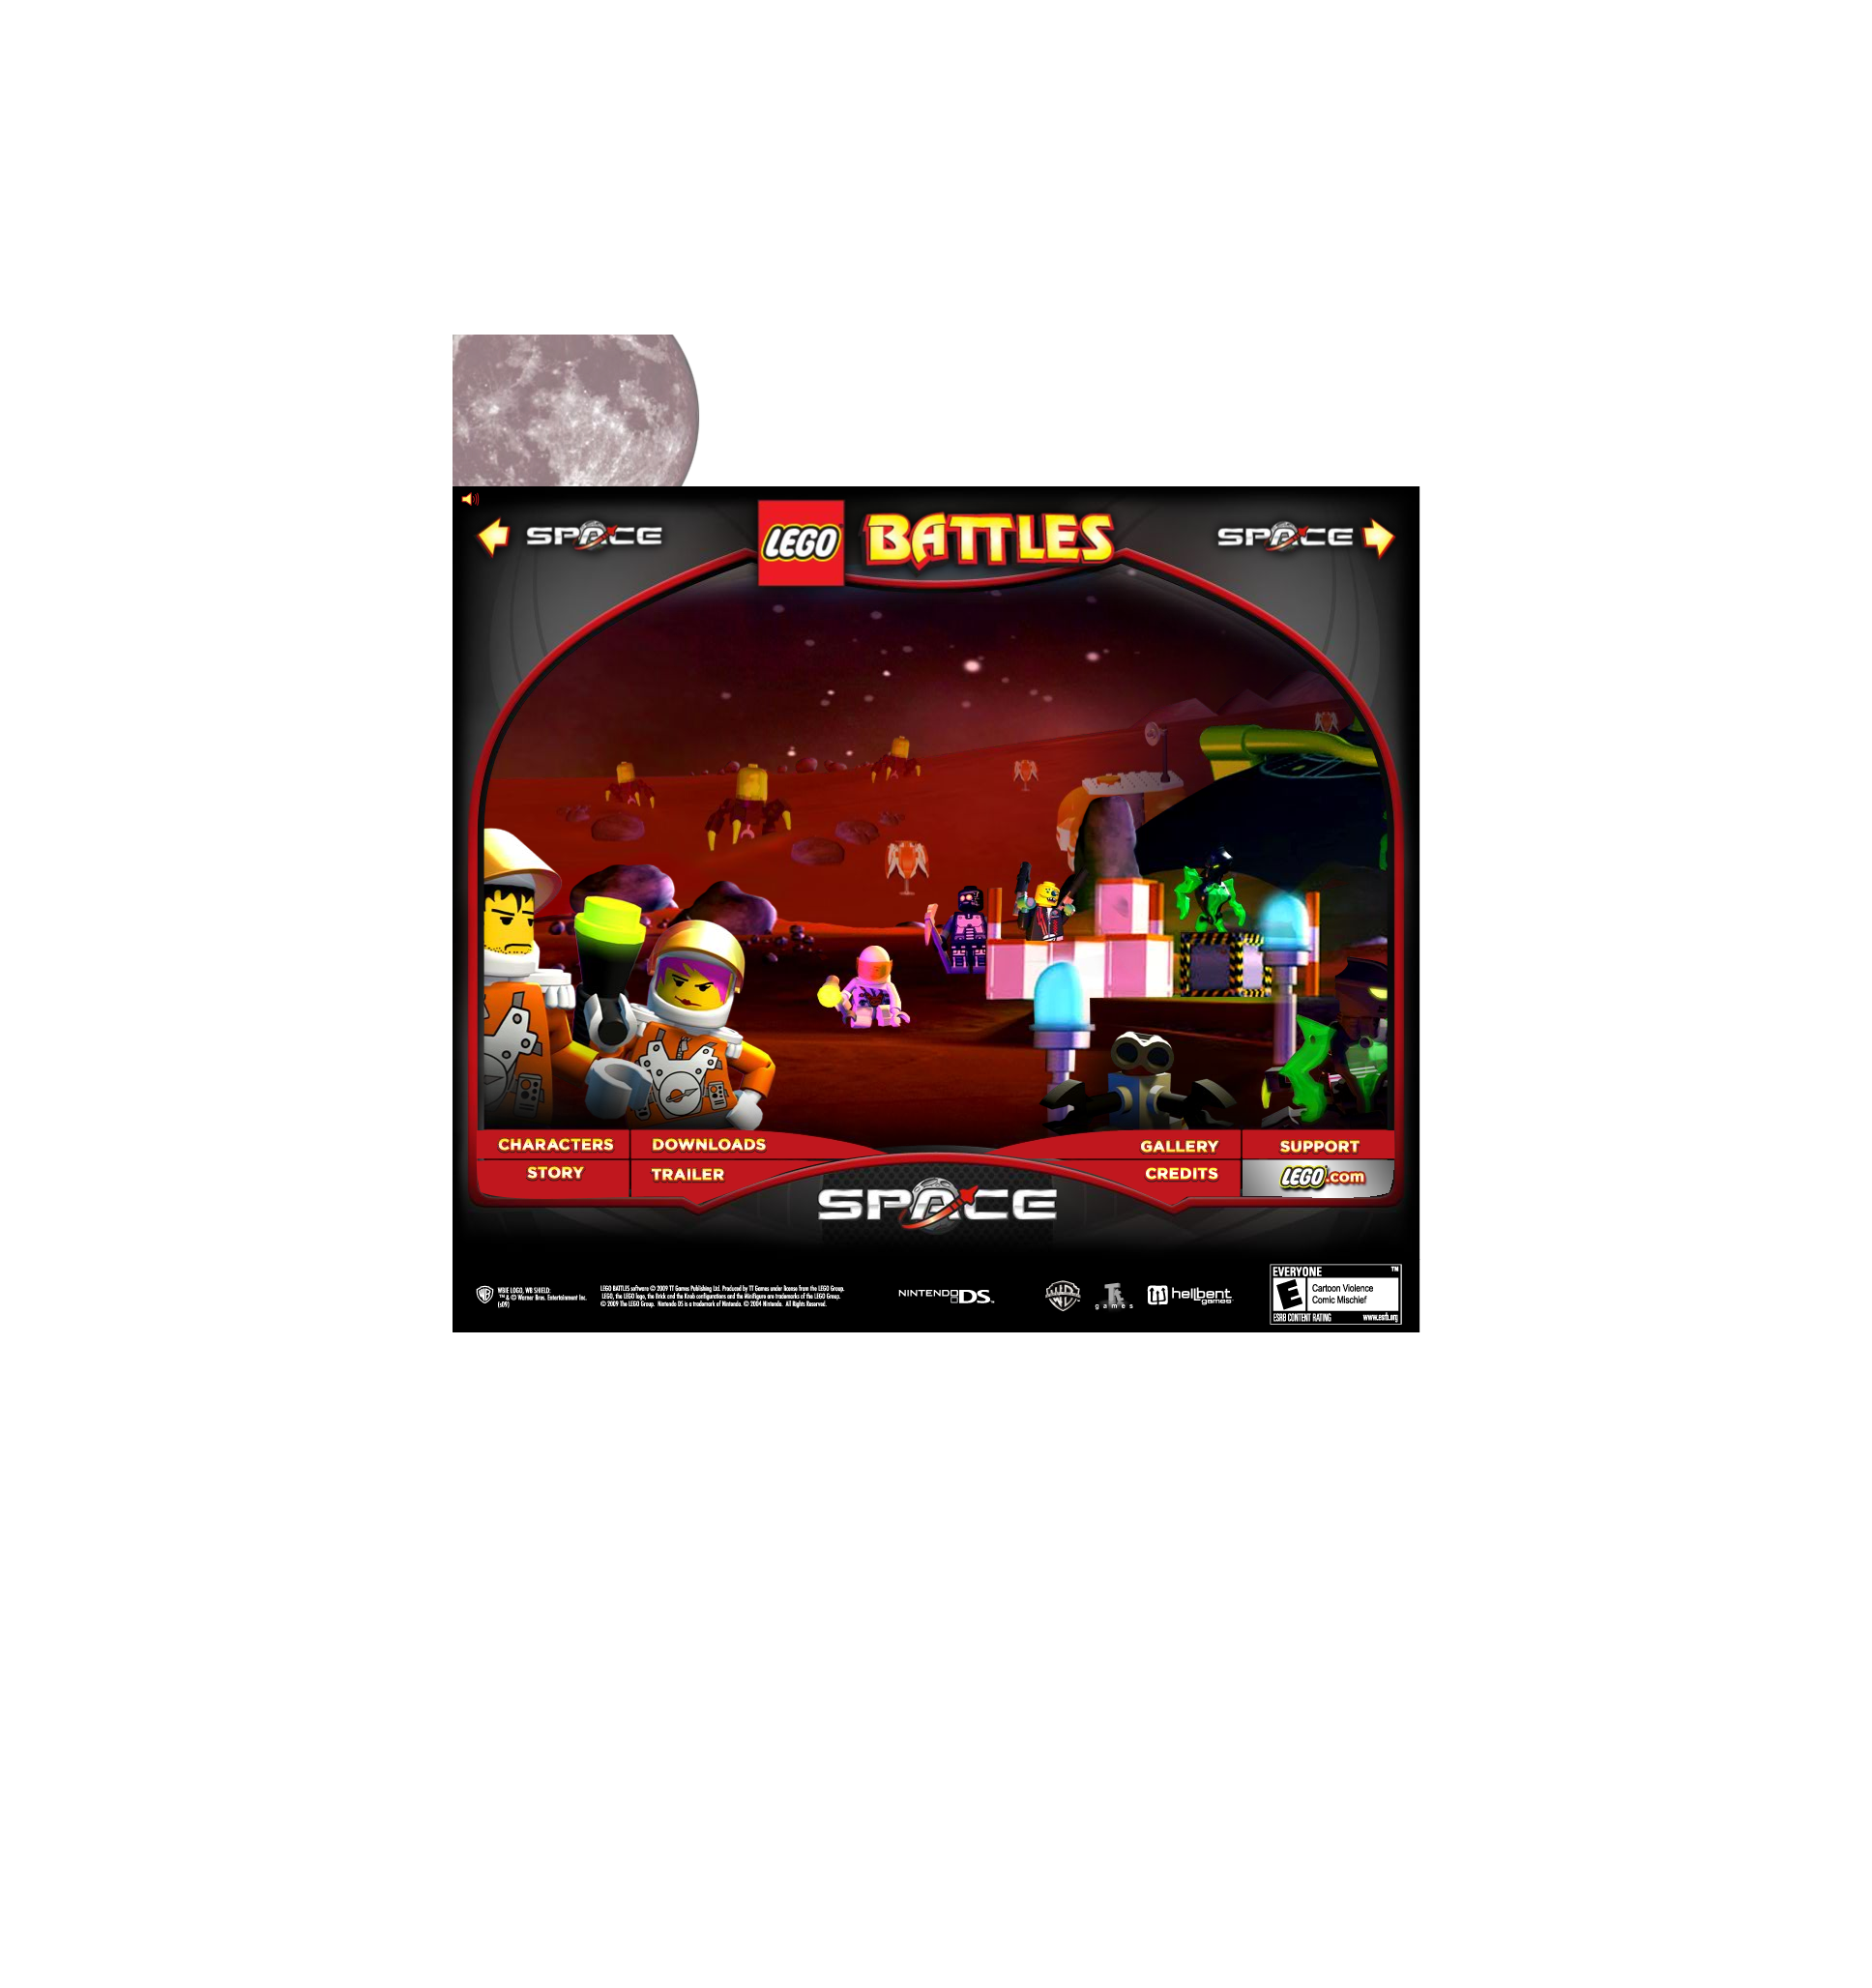 SPACE
LEGO BATTLES
SPACE
CHARACTERS
DOWNLOADS
GALLERY
SUPPORT
STORY
TRAILER
CREDITS
LEGO.com
SPACE
WBIE LOGO, WB SHIELD:
™ & © Warner Bros. Entertainment Inc.
(s09)
LEGO BATTLES software © 2009 TT Games Publishing Ltd. Produced by TT Games under license from the LEGO Group.
LEGO, the LEGO logo, the Brick and the Knob configurations and the Minifigure are trademarks of the LEGO Group.
© 2009 The LEGO Group. Nintendo DS is a trademark of Nintendo. © 2004 Nintendo. All Rights Reserved.
NINTENDO DS™
games
hellbent
games
EVERYONE ™
E
Cartoon Violence
Comic Mischief
ESRB CONTENT RATING www.esrb.org